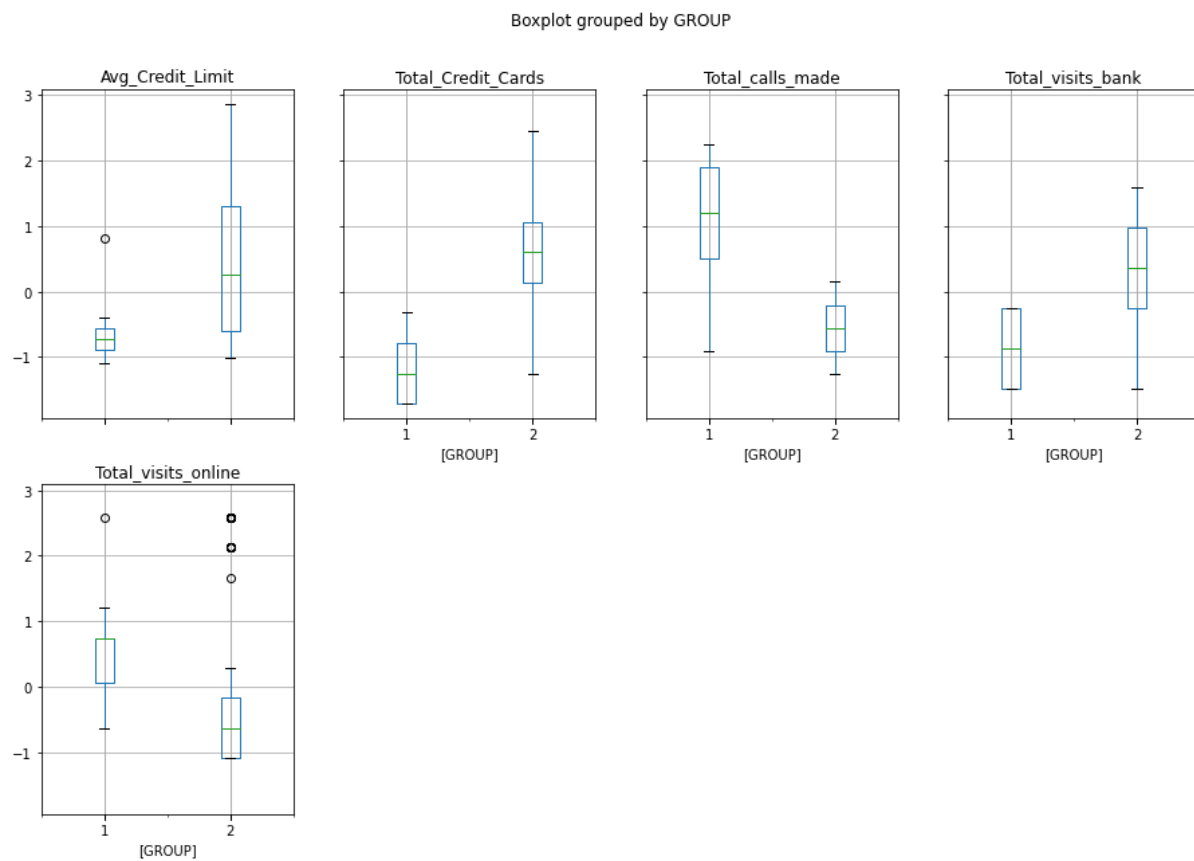 Boxplot grouped by GROUP
Avg_Credit_Limit
Total_Credit_Cards
Total_calls_made
Total_visits_bank
3
2
1
0
−1
1 2
[GROUP]
1 2
[GROUP]
1 2
[GROUP]
Total_visits_online
3
2
1
0
−1
1 2
[GROUP]